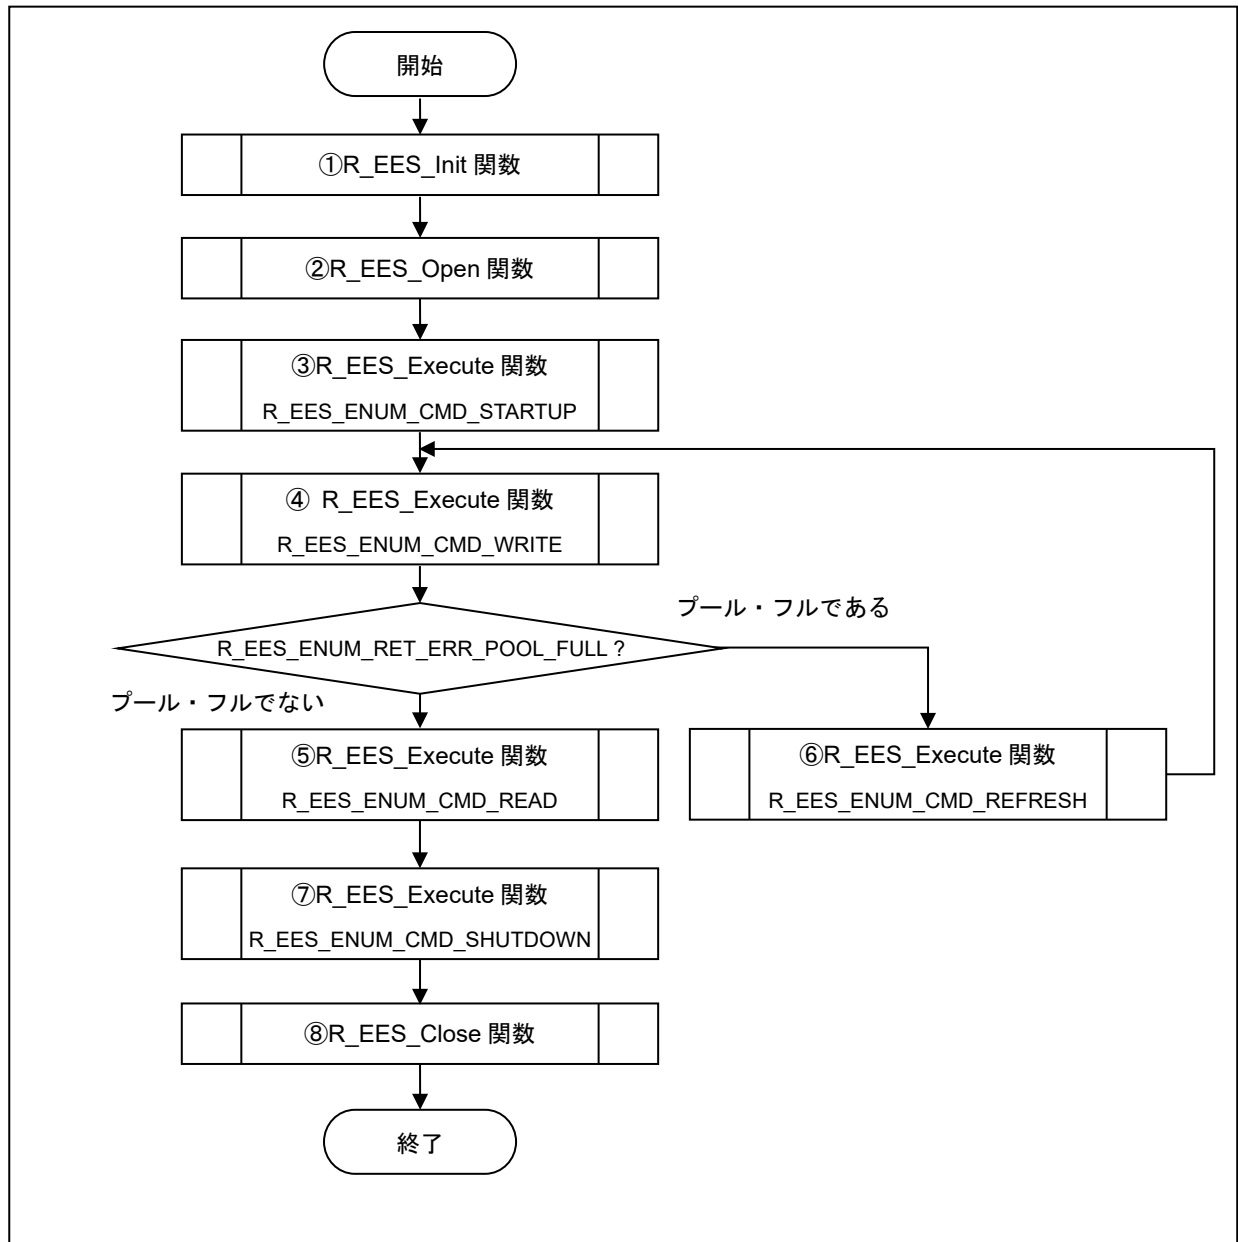 開始
①R_EES_Init 関数
②R_EES_Open 関数
③R_EES_Execute 関数
R_EES_ENUM_CMD_STARTUP
④ R_EES_Execute 関数
R_EES_ENUM_CMD_WRITE
プール・フルである
R_EES_ENUM_RET_ERR_POOL_FULL ?
プール・フルでない
⑤R_EES_Execute 関数
R_EES_ENUM_CMD_READ
⑥R_EES_Execute 関数
R_EES_ENUM_CMD_REFRESH
⑦R_EES_Execute 関数
R_EES_ENUM_CMD_SHUTDOWN
⑧R_EES_Close 関数
終了